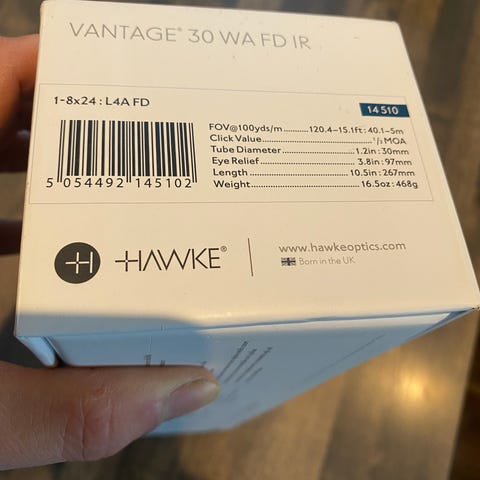 VANTAGE® 30 WA FD IR
1-8x24 : L4A FD
14 510
FOV@100yds/m 120.4–15.1ft : 40.1–5m
Click Value 1/2 MOA
Tube Diameter 1.2in : 30mm
Eye Relief 3.8in : 97mm
Length 10.5in : 267mm
Weight 16.5oz : 468g
5 054492 145102
HAWKE®
www.hawkeoptics.com
Born in the UK